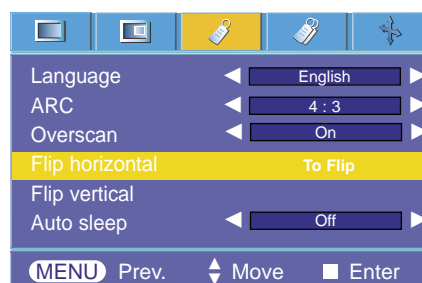 Language English
ARC 4 : 3
Overscan On
Flip horizontal To Flip
Flip vertical
Auto sleep Off
MENU Prev. Move Enter